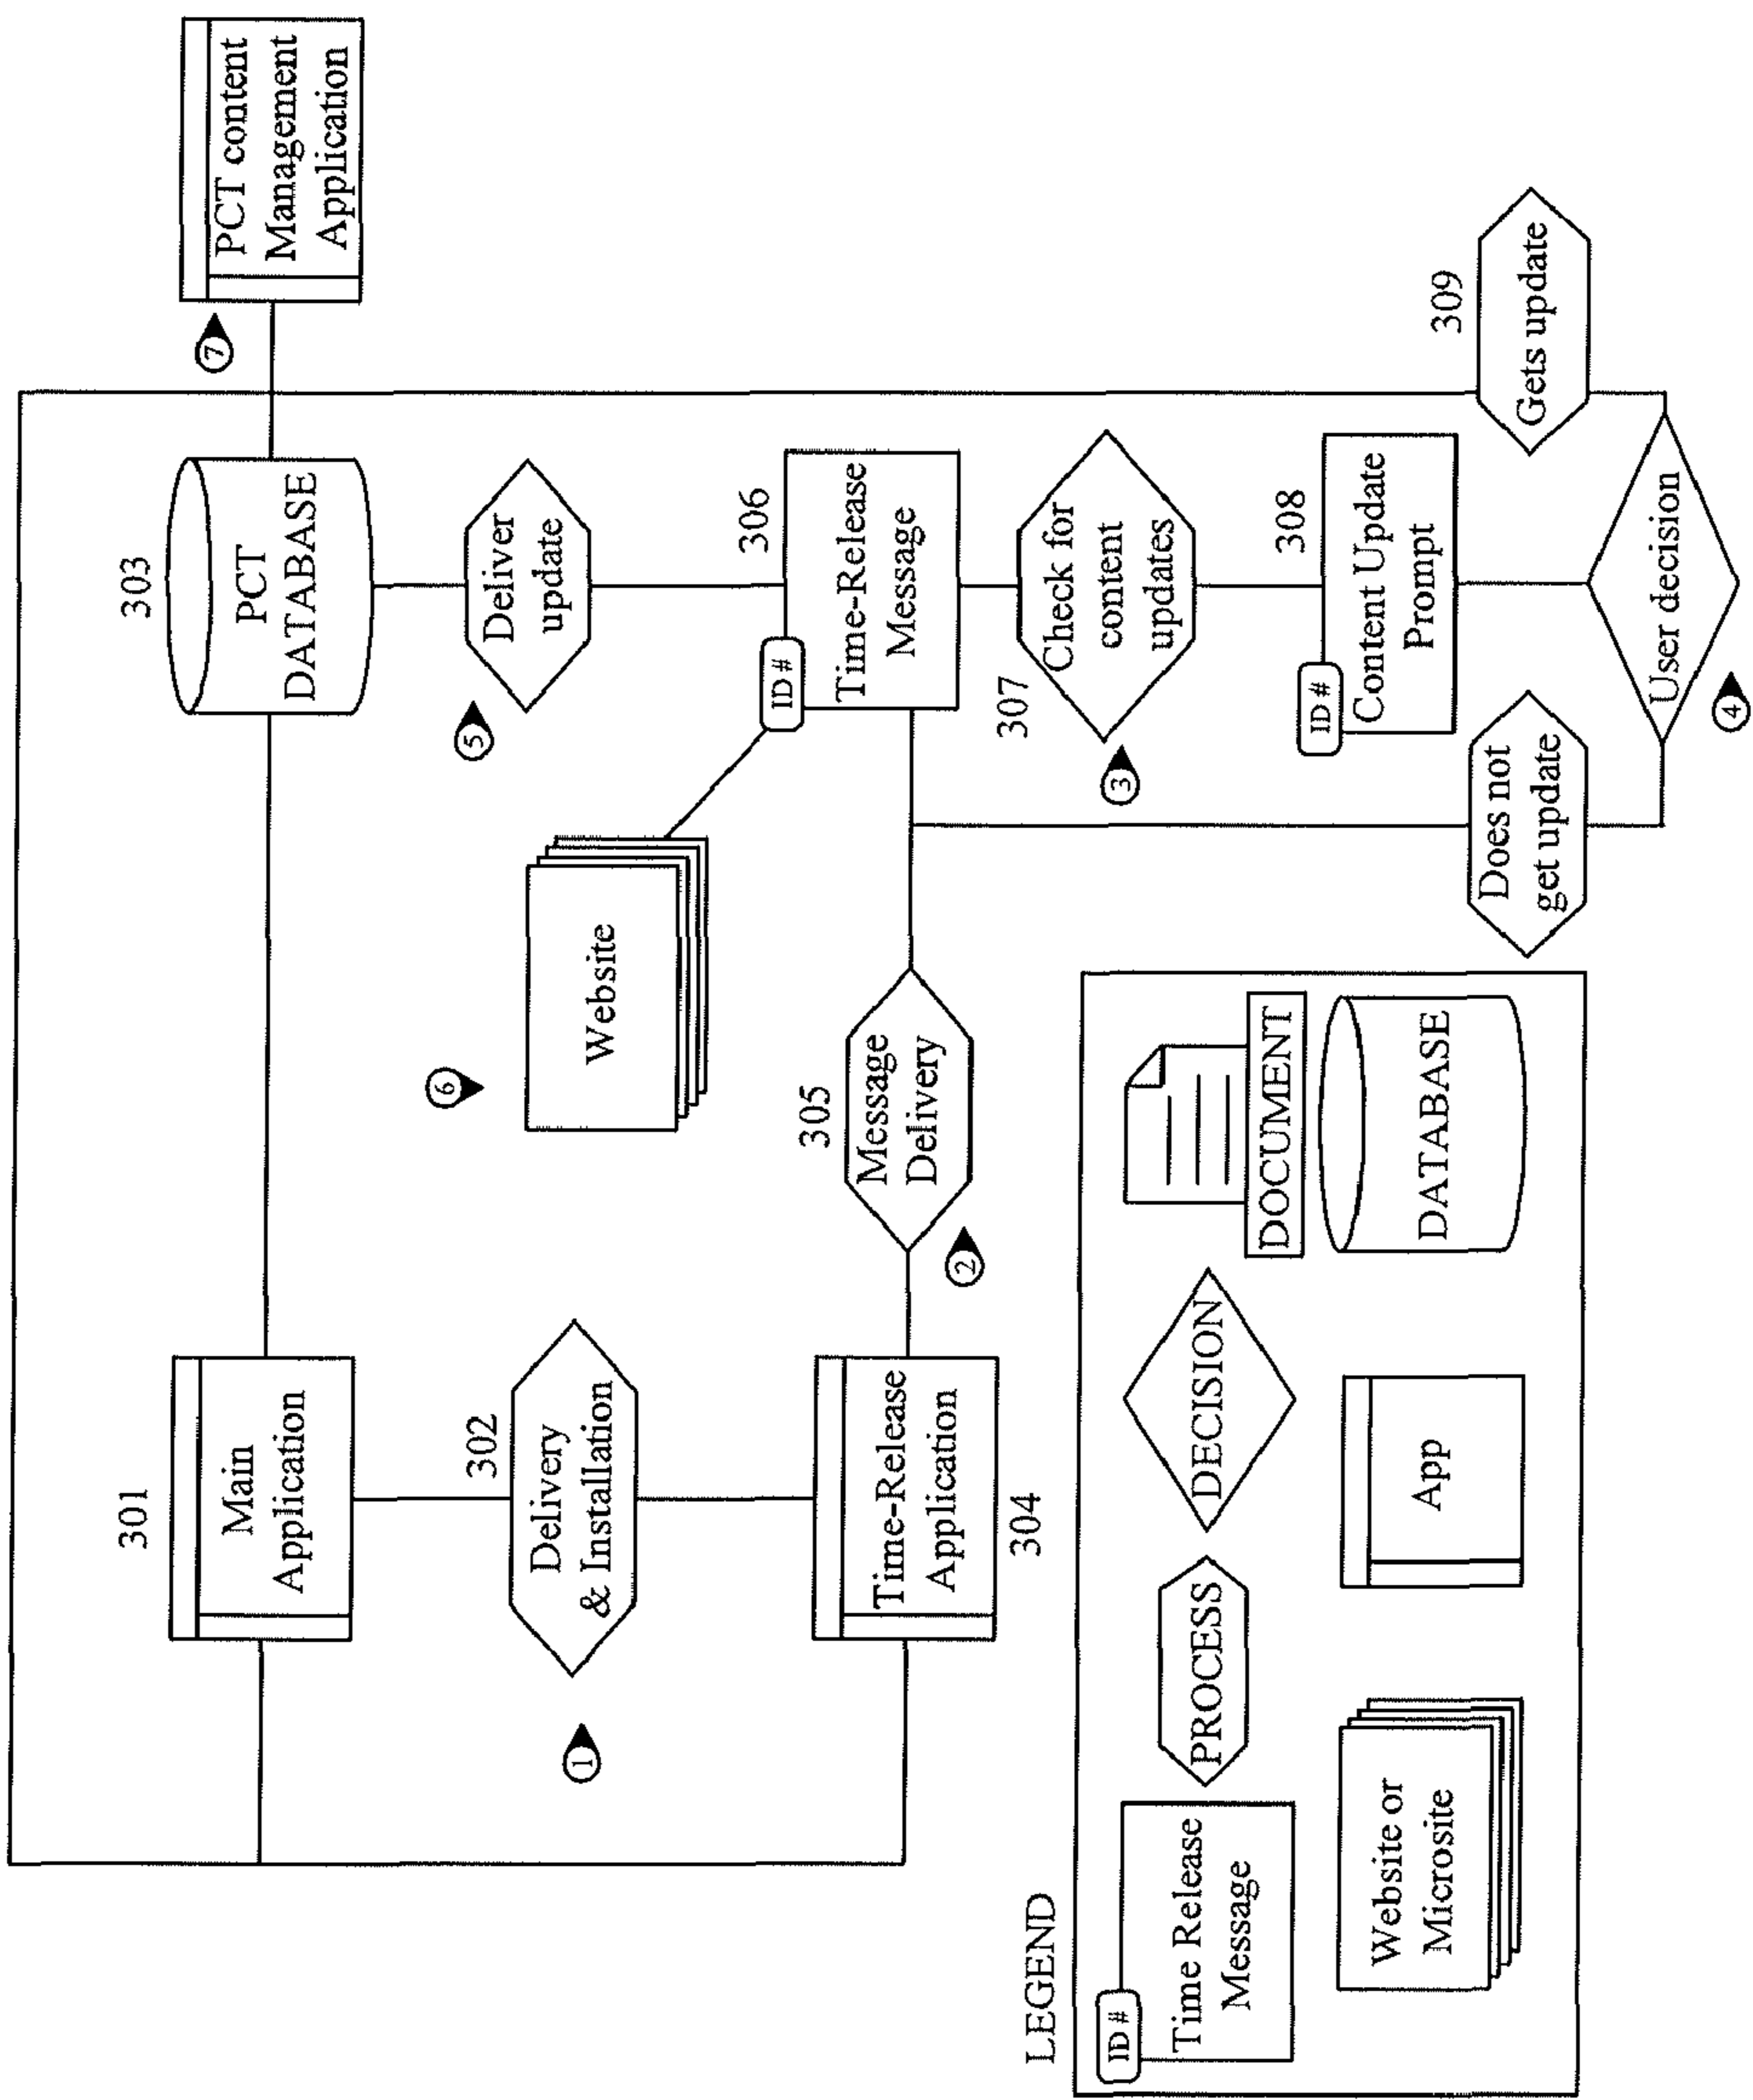 301
Main
Application
303
PCT
DATABASE
7
PCT content
Management
Application
1
302
Delivery
& Installation
6
Website
5
Deliver
update
Time-Release
Application
304
2
305
Message
Delivery
ID #
306
Time-Release
Message
307
3
Check for
content
updates
308
ID #
Content Update
Prompt
309
Does not
get update
Gets update
User decision
4
LEGEND
ID #
Time Release
Message
PROCESS
DECISION
DOCUMENT
Website or
Microsite
App
DATABASE